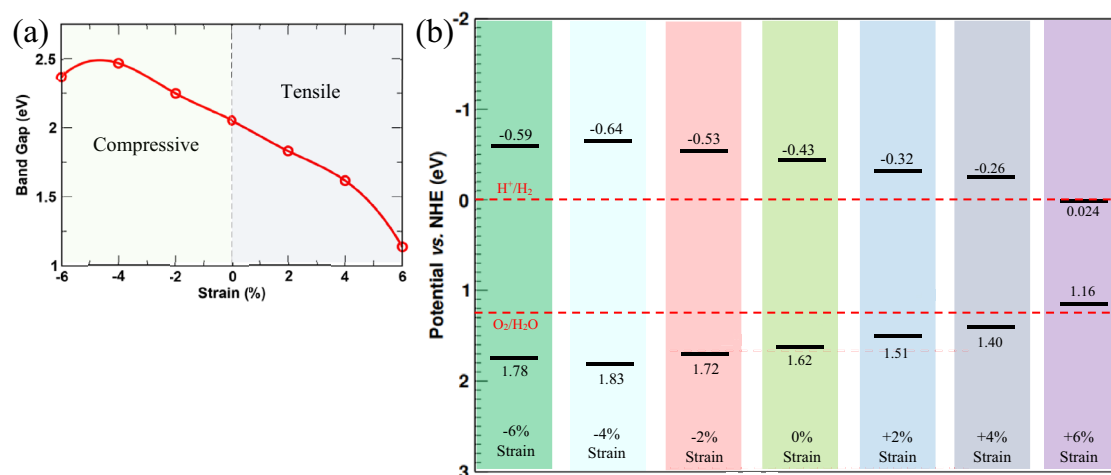 (a)
Band Gap (eV)
2.5
2
1.5
1
Compressive
Tensile
-6 -4 -2 0 2 4 6
Strain (%)
(b)
Potential vs. NHE (eV)
-2
-1
0
1
2
3
H⁺/H₂
O₂/H₂O
-0.59
1.78
-6%
Strain
-0.64
1.83
-4%
Strain
-0.53
1.72
-2%
Strain
-0.43
1.62
0%
Strain
-0.32
1.51
+2%
Strain
-0.26
1.40
+4%
Strain
0.024
1.16
+6%
Strain